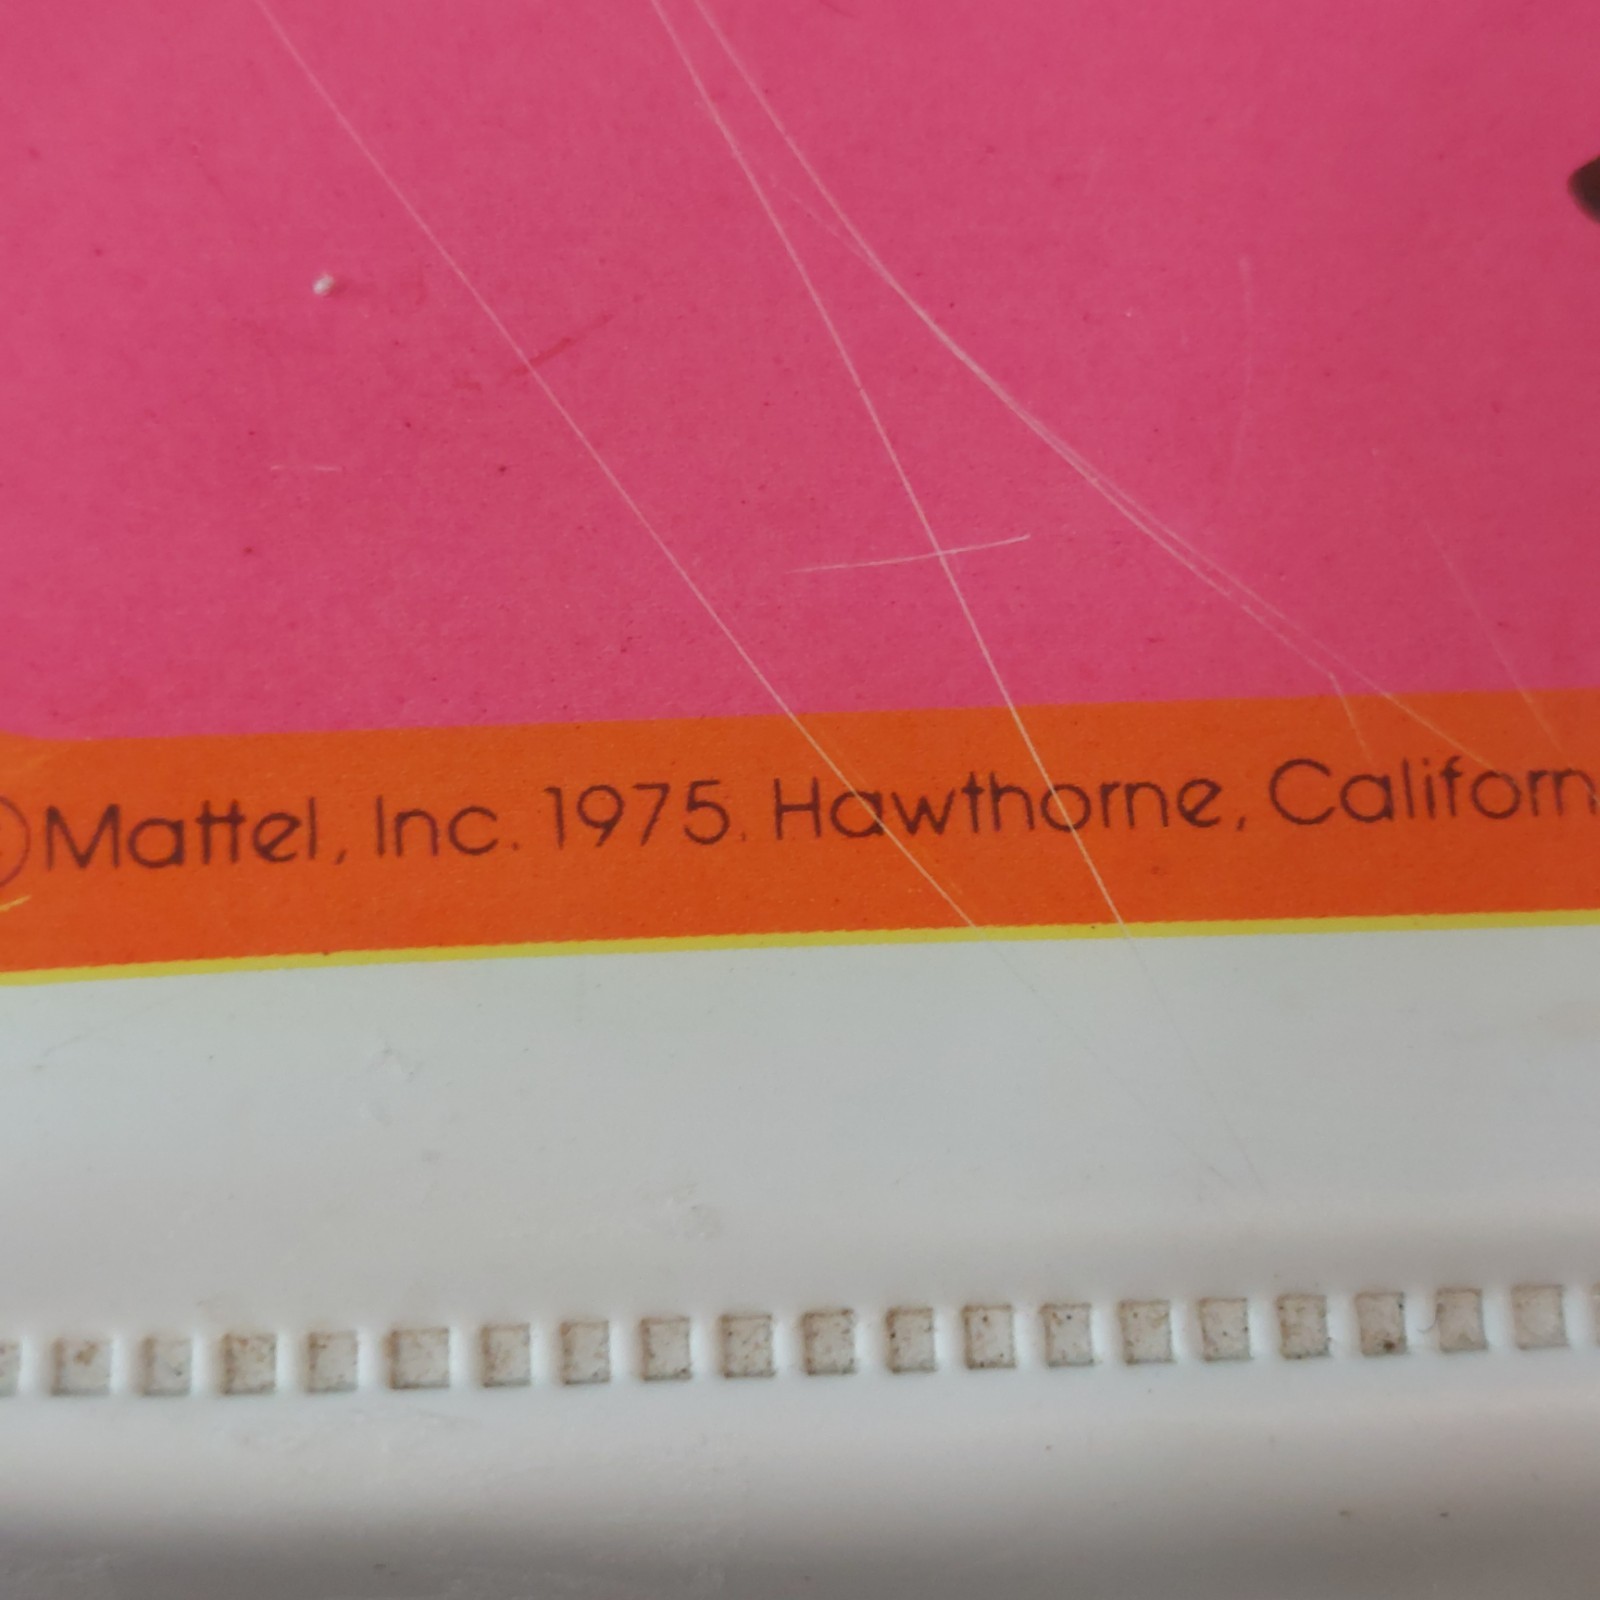 ©Mattel, Inc. 1975. Hawthorne, Californ